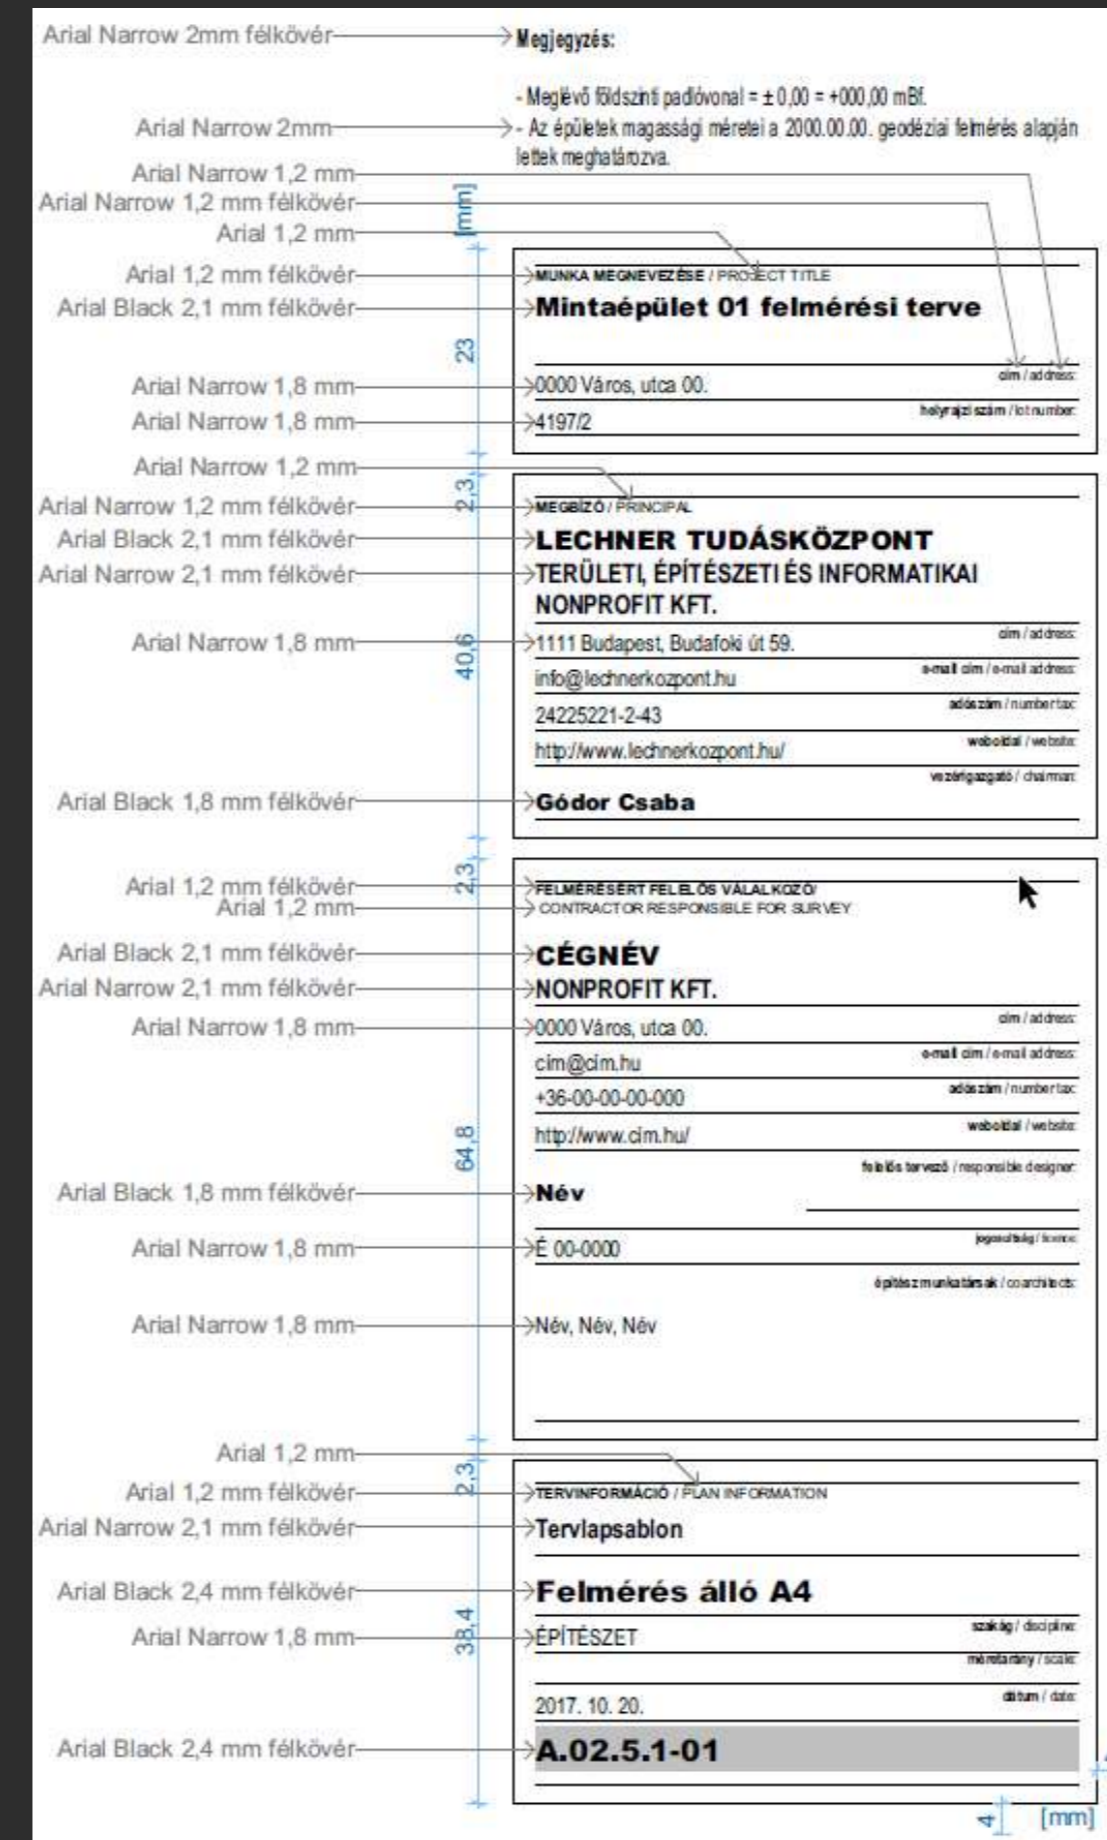 Arial Narrow 2mm félkövér
Megjegyzés:
- Meglévő földszinti padlóvonal = ± 0,00 = +000,00 mBf.
Arial Narrow 2mm
- Az épületek magassági méretei a 2000.00.00. geodéziai felmérés alapján
lettek meghatározva.
Arial Narrow 1,2 mm
Arial Narrow 1,2 mm félkövér
[mm]
Arial 1,2 mm
Arial 1,2 mm félkövér
MUNKA MEGNEVEZÉSE / PROJECT TITLE
Arial Black 2,1 mm félkövér
Mintaépület 01 felmérési terve
23
cím / address:
Arial Narrow 1,8 mm
0000 Város, utca 00.
helyrajzi szám / lot number:
Arial Narrow 1,8 mm
4197/2
Arial Narrow 1,2 mm
2,3
Arial Narrow 1,2 mm félkövér
MEGBÍZÓ / PRINCIPAL
Arial Black 2,1 mm félkövér
LECHNER TUDÁSKÖZPONT
Arial Narrow 2,1 mm félkövér
TERÜLETI, ÉPÍTÉSZETI ÉS INFORMATIKAI
NONPROFIT KFT.
cím / address:
Arial Narrow 1,8 mm
1111 Budapest, Budafoki út 59.
40,6
e-mail cím / e-mail address:
info@lechnerkozpont.hu
adószám / number tax:
24225221-2-43
weboldal / website:
http://www.lechnerkozpont.hu/
vezérigazgató / chairman:
Arial Black 1,8 mm félkövér
Gódor Csaba
2,3
Arial 1,2 mm félkövér
FELMÉRÉSÉRT FELELŐS VÁLALKOZÓ/
Arial 1,2 mm
CONTRACTOR RESPONSIBLE FOR SURVEY
Arial Black 2,1 mm félkövér
CÉGNÉV
Arial Narrow 2,1 mm félkövér
NONPROFIT KFT.
cím / address:
Arial Narrow 1,8 mm
0000 Város, utca 00.
e-mail cím / e-mail address:
cím@cím.hu
adószám / number tax:
+36-00-00-00-000
weboldal / website:
http://www.cím.hu/
64,8
felelős tervező / responsible designer:
Arial Black 1,8 mm félkövér
Név
jogosultság / licence:
Arial Narrow 1,8 mm
É 00-0000
építész munkatársak / coarchitects:
Arial Narrow 1,8 mm
Név, Név, Név
Arial 1,2 mm
2,3
Arial 1,2 mm félkövér
TERVINFORMÁCIÓ / PLAN INFORMATION
Arial Narrow 2,1 mm félkövér
Tervlapsablon
Arial Black 2,4 mm félkövér
Felmérés álló A4
38,4
szakág / discipline:
Arial Narrow 1,8 mm
ÉPÍTÉSZET
méretarány / scale:
dátum / date:
2017. 10. 20.
Arial Black 2,4 mm félkövér
A.02.5.1-01
4
[mm]